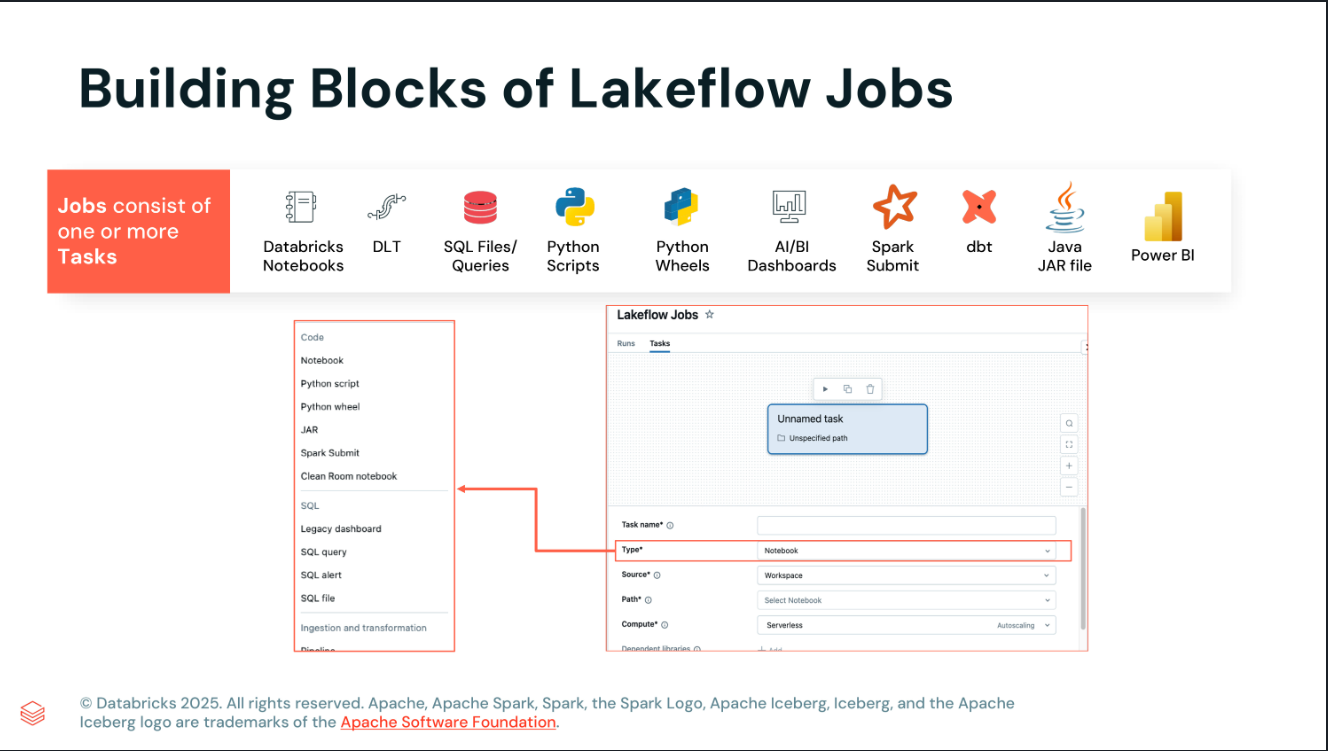 Building Blocks of Lakeflow Jobs
Jobs consist of
one or more
Tasks
Databricks
Notebooks
DLT
SQL Files/
Queries
Python
Scripts
Python
Wheels
AI/BI
Dashboards
Spark
Submit
dbt
Java
JAR file
Power BI
Code
Notebook
Python script
Python wheel
JAR
Spark Submit
Clean Room notebook
SQL
Legacy dashboard
SQL query
SQL alert
SQL file
Ingestion and transformation
Pipeline
Lakeflow Jobs
Runs Tasks
Unnamed task
Unspecified path
Task name*
Type* Notebook
Source* Workspace
Path* Select Notebook
Compute* Serverless Autoscaling
Dependent libraries + Add
© Databricks 2025. All rights reserved. Apache, Apache Spark, Spark, the Spark Logo, Apache Iceberg, Iceberg, and the Apache
Iceberg logo are trademarks of the Apache Software Foundation.